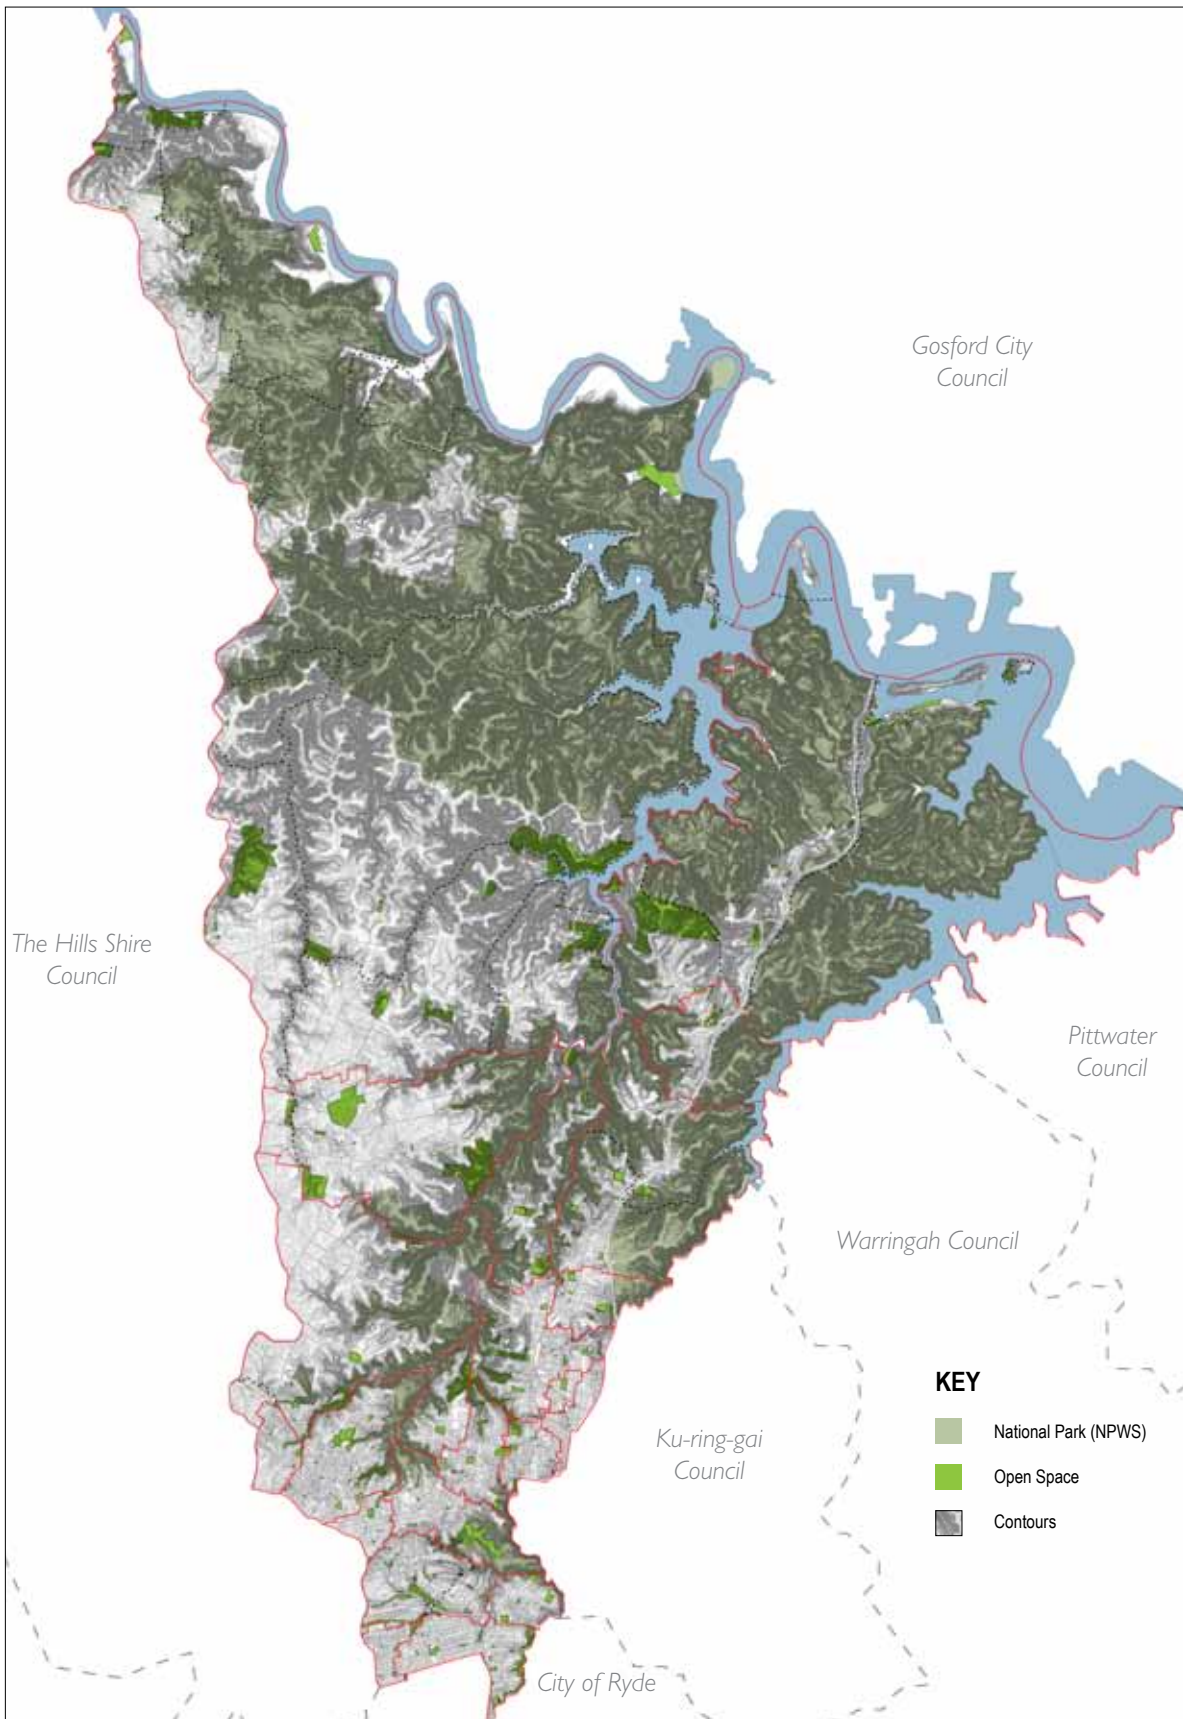 Gosford City
Council
The Hills Shire
Council
Pittwater
Council
Warringah Council
KEY
National Park (NPWS)
Ku-ring-gai
Council
Open Space
Contours
City of Ryde